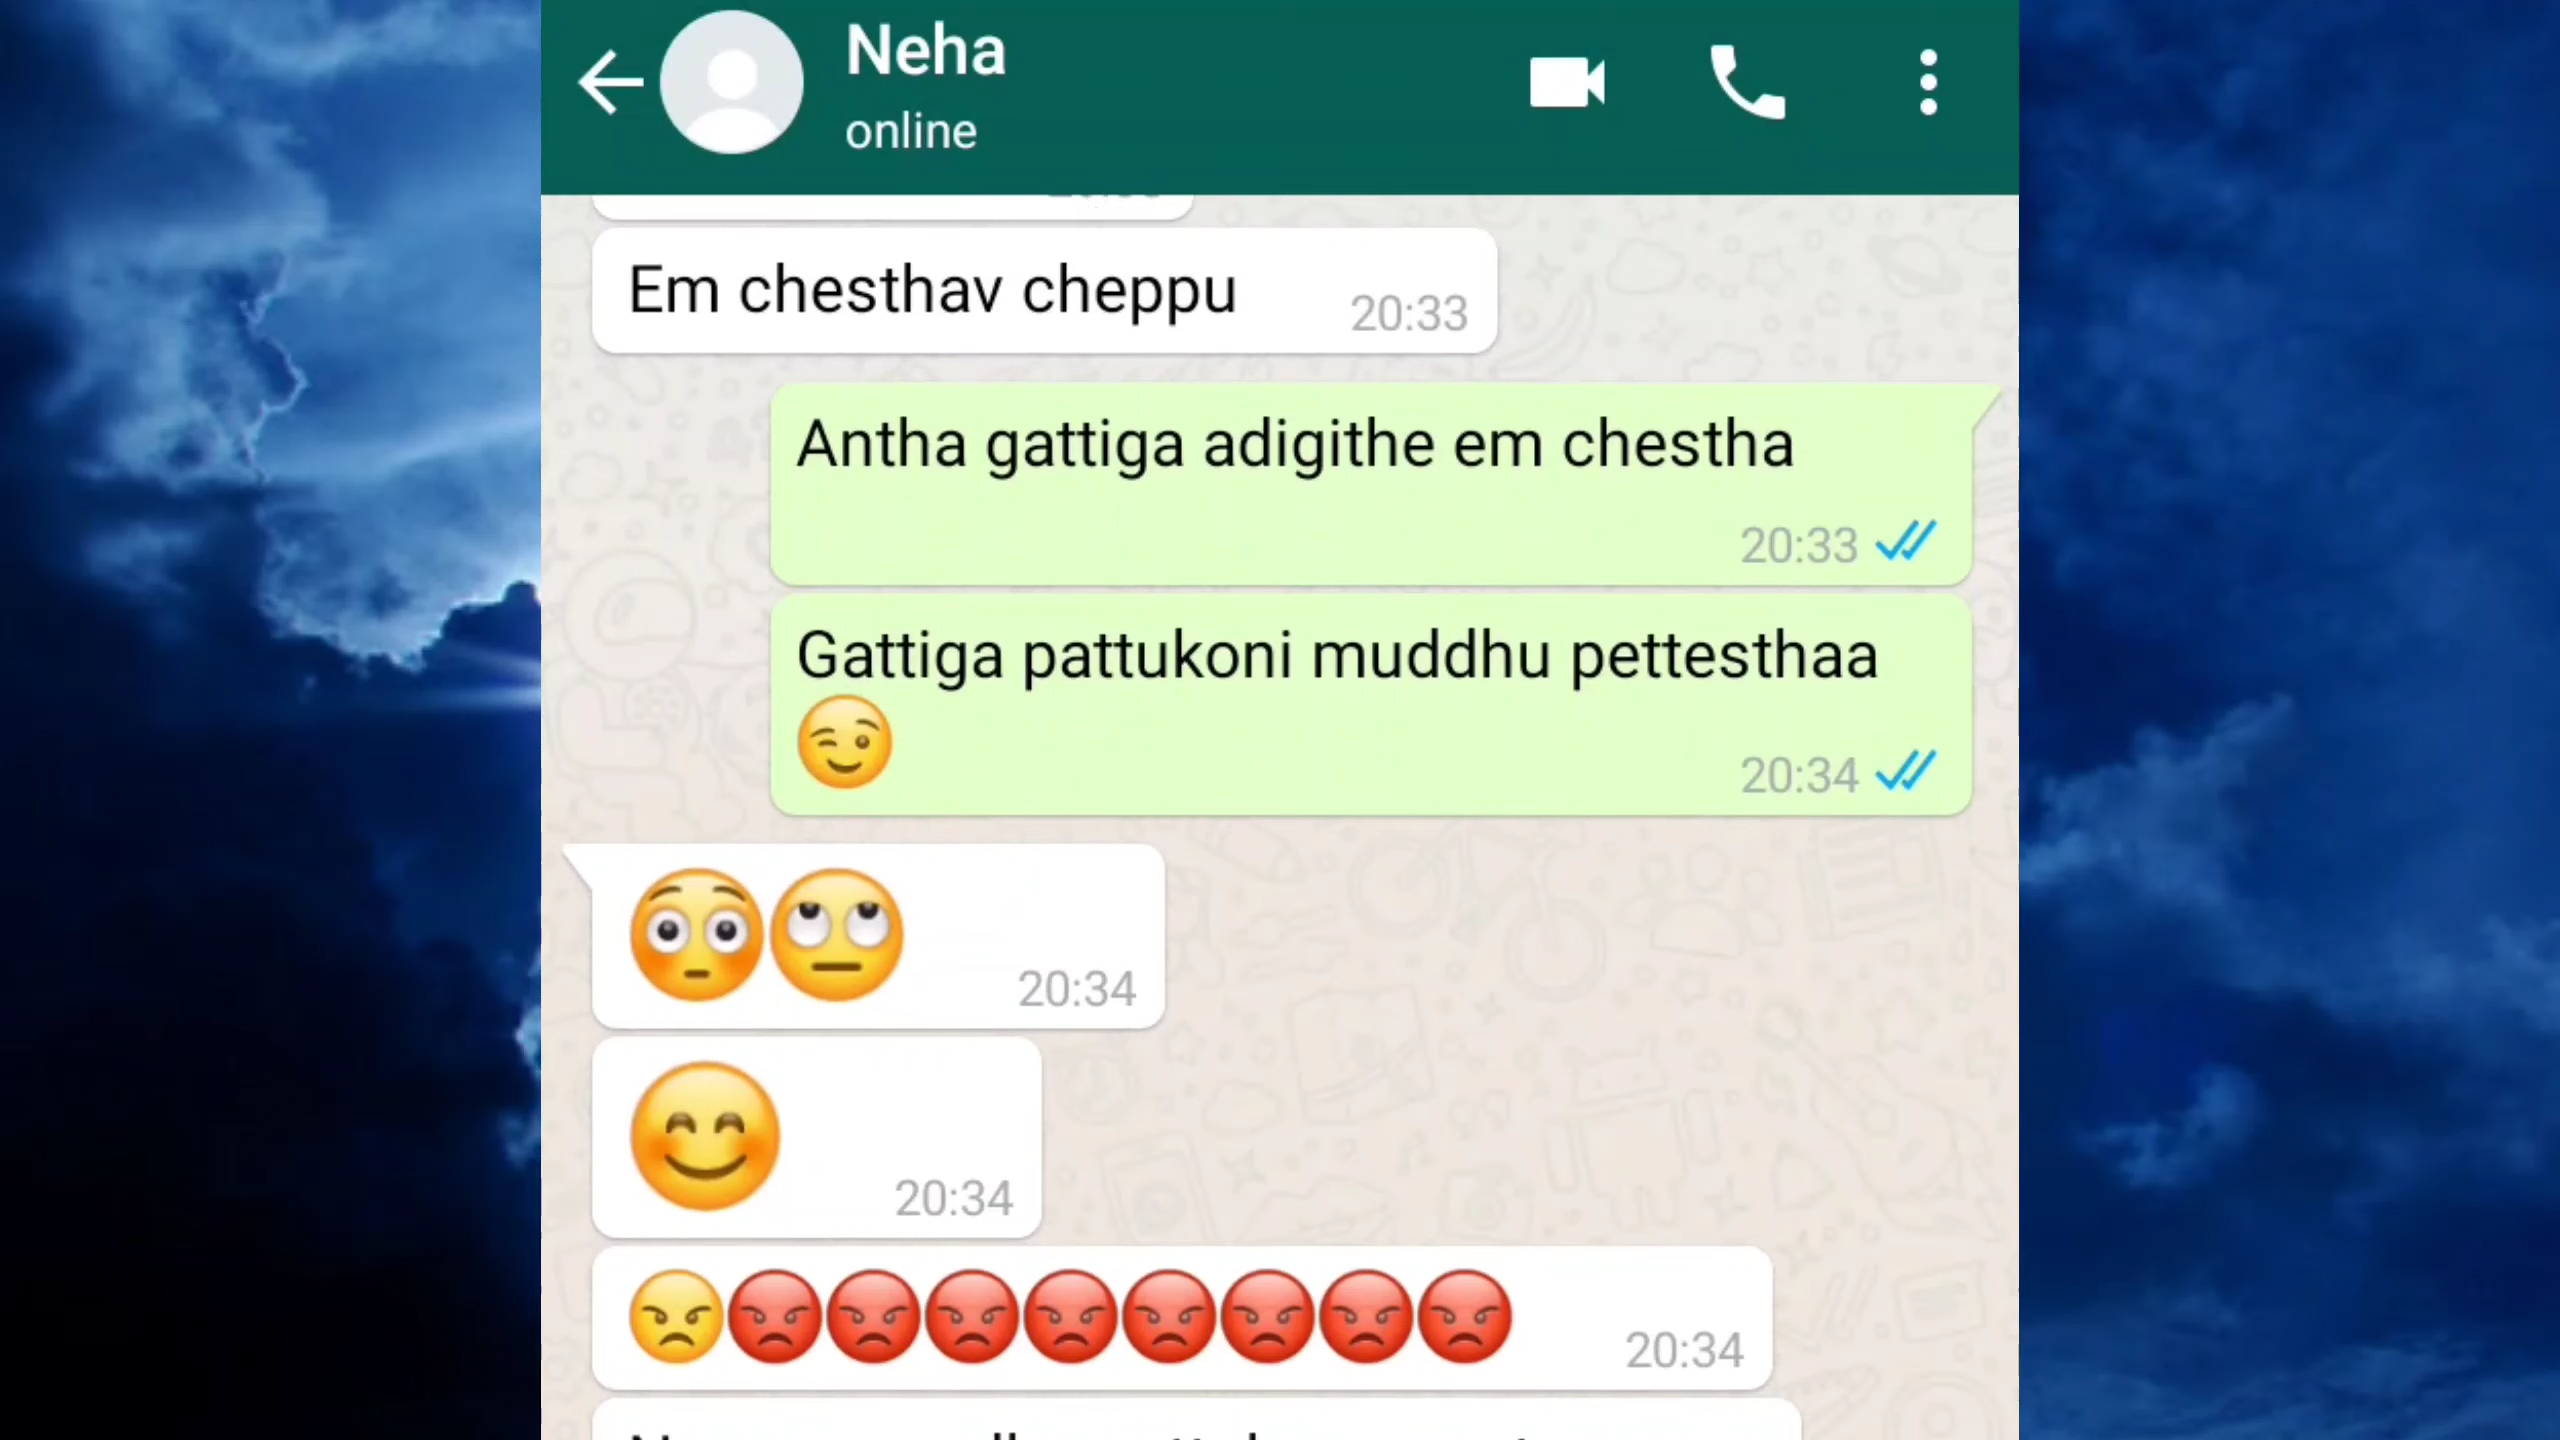 Neha
online
Em chesthav cheppu 20:33
Antha gattiga adigithe em chestha
20:33
Gattiga pattukoni muddhu pettesthaa
😉 20:34
😳🙄 20:34
😊 20:34
😠😡😡😡😡😡😡😡😡 20:34